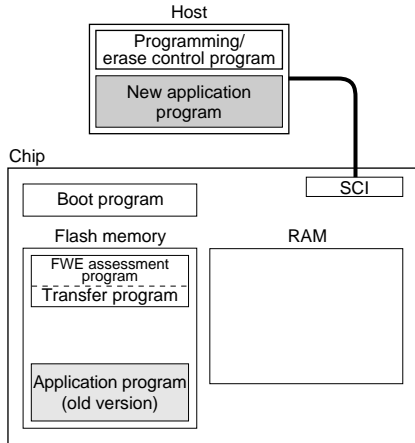 Host
Programming/
erase control program
New application
program
Chip
SCI
Boot program
Flash memory
RAM
FWE assessment
program
Transfer program
Application program
(old version)